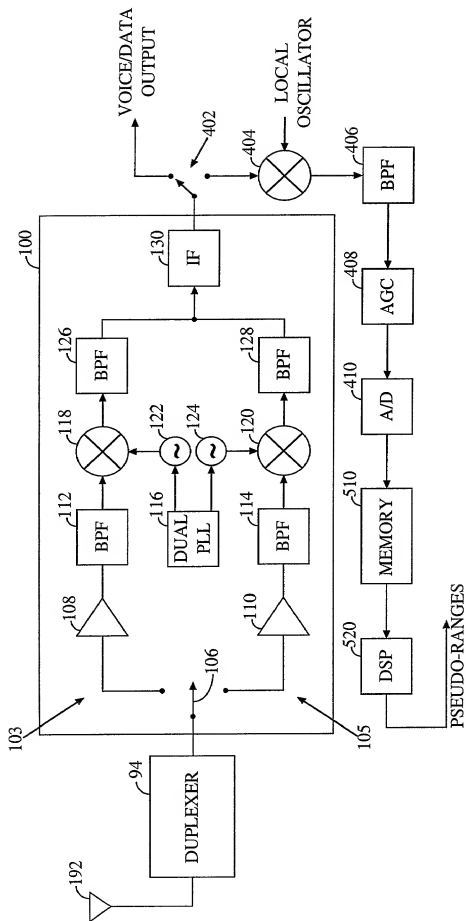 192
94
DUPLEXER
100
103
105
106
108
110
112
BPF
114
BPF
116
DUAL
PLL
118
120
122
~
124
~
126
BPF
128
BPF
130
IF
VOICE/DATA
OUTPUT
402
404
LOCAL
OSCILLATOR
406
BPF
408
AGC
410
A/D
510
MEMORY
520
DSP
PSEUDO-RANGES